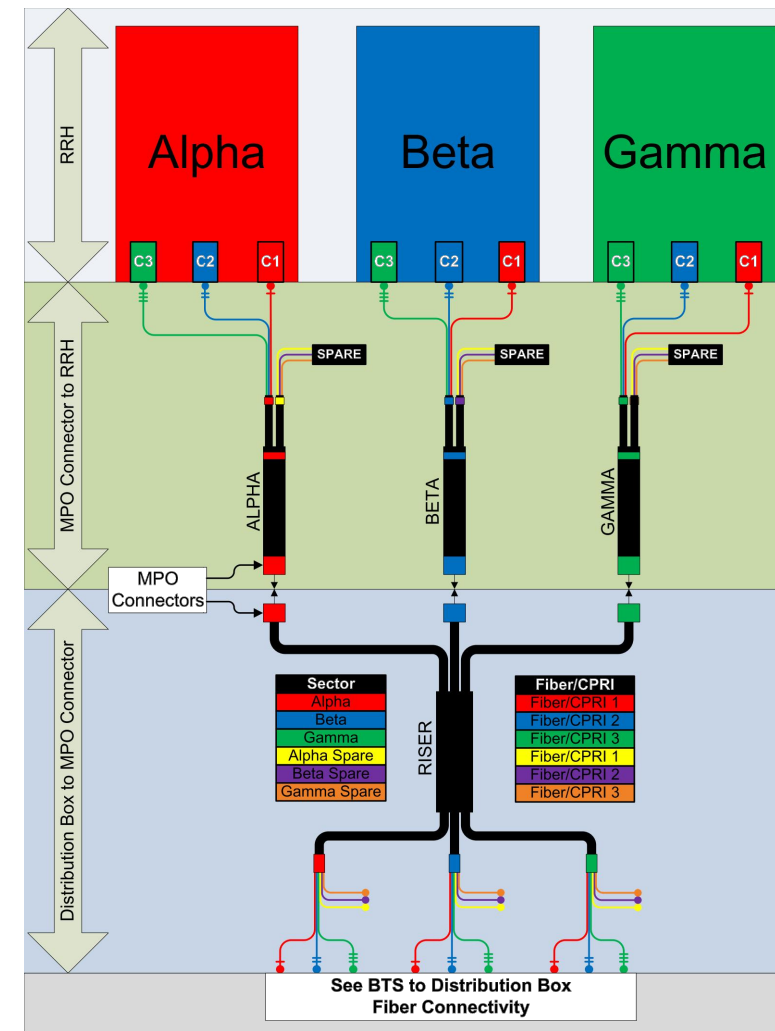 RRH
Alpha
Beta
Gamma
C3
C2
C1
C3
C2
C1
C3
C2
C1
MPO Connector to RRH
SPARE
SPARE
SPARE
ALPHA
BETA
GAMMA
MPO
Connectors
Distribution Box to MPO Connector
Sector
Alpha
Beta
Gamma
Alpha Spare
Beta Spare
Gamma Spare
RISER
Fiber/CPRI
Fiber/CPRI 1
Fiber/CPRI 2
Fiber/CPRI 3
Fiber/CPRI 1
Fiber/CPRI 2
Fiber/CPRI 3
See BTS to Distribution Box
Fiber Connectivity